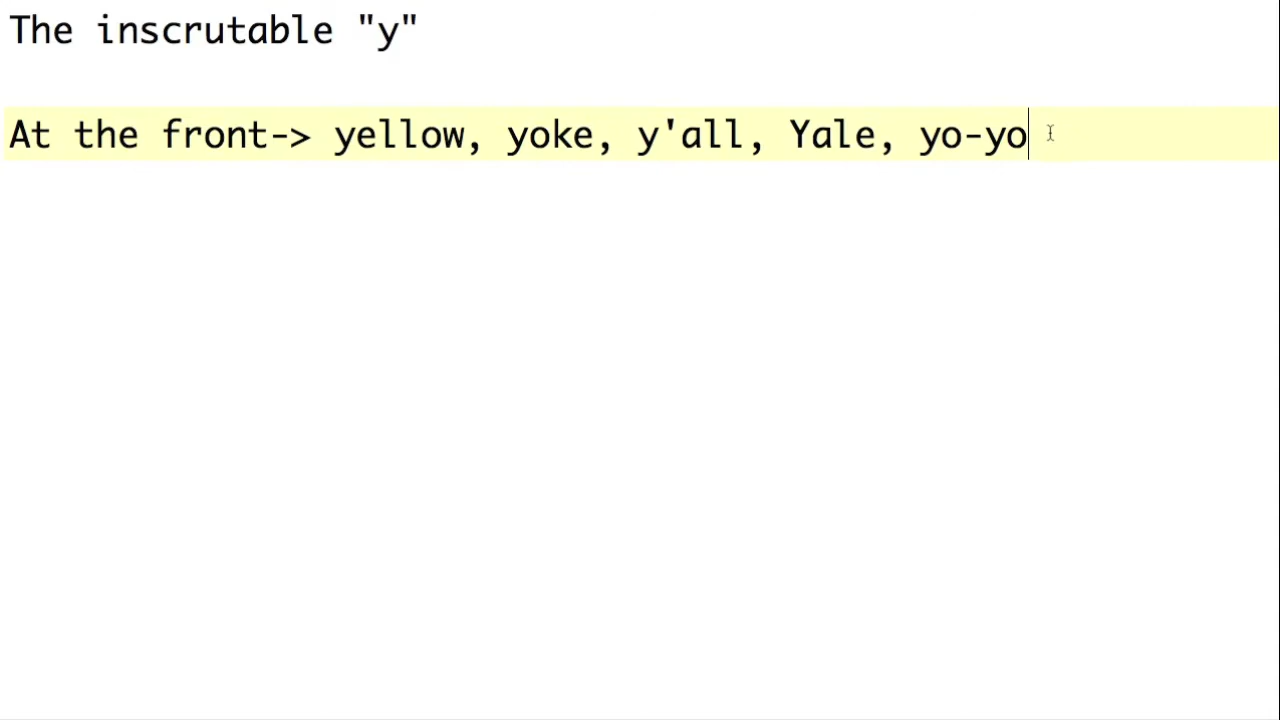 The inscrutable "y"
At the front-> yellow, yoke, y'all, Yale, yo-yo